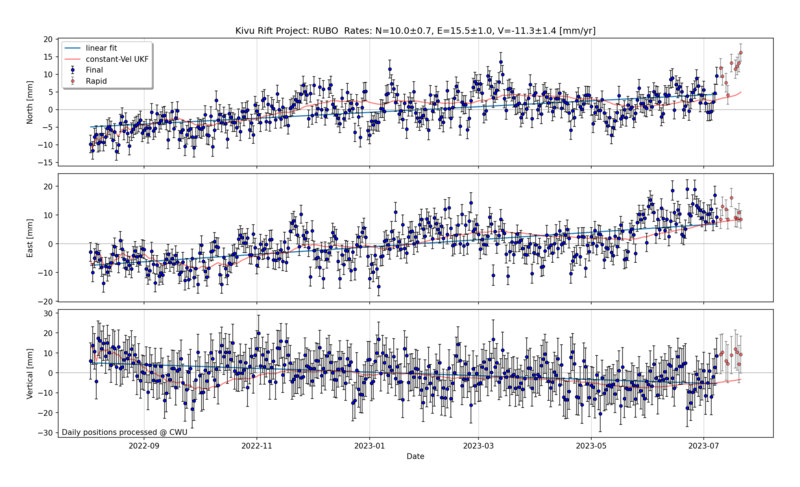 Kivu Rift Project: RUBO Rates: N=10.0±0.7, E=15.5±1.0, V=-11.3±1.4 [mm/yr]
linear fit
constant-Vel UKF
Final
Rapid
North [mm]
20
15
10
5
0
−5
−10
−15
East [mm]
20
10
0
−10
−20
Vertical [mm]
30
20
10
0
−10
−20
−30
Daily positions processed @ CWU
2022-09 2022-11 2023-01 2023-03 2023-05 2023-07
Date